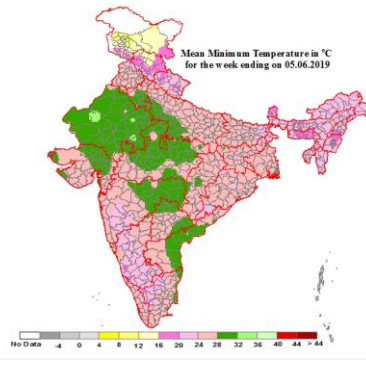 Mean Minimum Temperature in °C
for the week ending on 05.06.2019
No Data -4 0 4 8 12 16 20 24 28 32 36 40 44 > 44